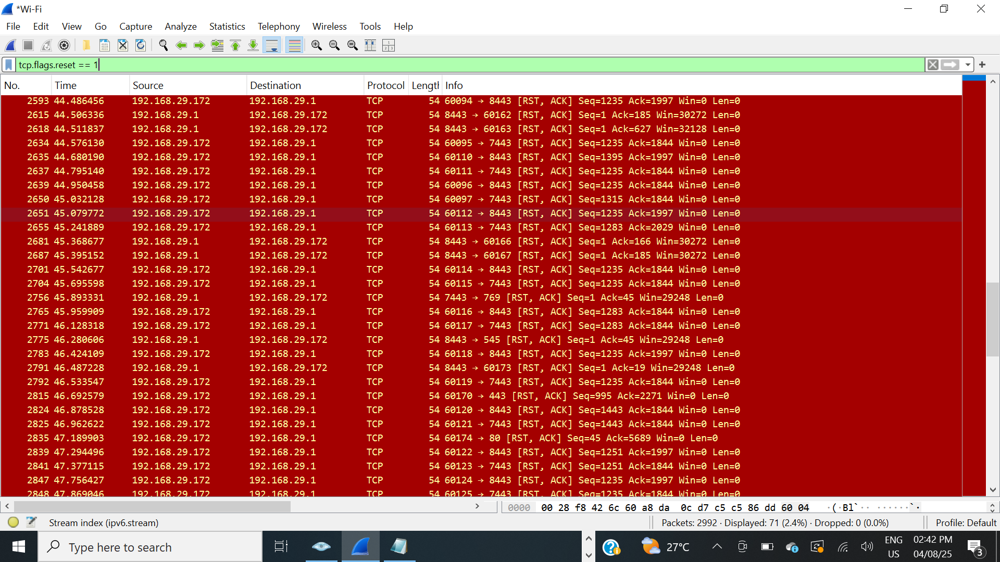 *Wi-Fi
File Edit View Go Capture Analyze Statistics Telephony Wireless Tools Help
tcp.flags.reset == 1
No. Time Source Destination Protocol Length Info
2593 44.486456 192.168.29.172 192.168.29.1 TCP 54 60094 → 8443 [RST, ACK] Seq=1235 Ack=1997 Win=0 Len=0
2615 44.506336 192.168.29.1 192.168.29.172 TCP 54 8443 → 60162 [RST, ACK] Seq=1 Ack=185 Win=30272 Len=0
2618 44.511837 192.168.29.1 192.168.29.172 TCP 54 8443 → 60163 [RST, ACK] Seq=1 Ack=627 Win=32128 Len=0
2634 44.576130 192.168.29.172 192.168.29.1 TCP 54 60095 → 7443 [RST, ACK] Seq=1235 Ack=1844 Win=0 Len=0
2635 44.680190 192.168.29.172 192.168.29.1 TCP 54 60110 → 8443 [RST, ACK] Seq=1395 Ack=1997 Win=0 Len=0
2637 44.795140 192.168.29.172 192.168.29.1 TCP 54 60111 → 7443 [RST, ACK] Seq=1235 Ack=1844 Win=0 Len=0
2639 44.950458 192.168.29.172 192.168.29.1 TCP 54 60096 → 8443 [RST, ACK] Seq=1235 Ack=1844 Win=0 Len=0
2650 45.032128 192.168.29.172 192.168.29.1 TCP 54 60097 → 7443 [RST, ACK] Seq=1315 Ack=1844 Win=0 Len=0
2651 45.079772 192.168.29.172 192.168.29.1 TCP 54 60112 → 8443 [RST, ACK] Seq=1235 Ack=1997 Win=0 Len=0
2655 45.241889 192.168.29.172 192.168.29.1 TCP 54 60113 → 7443 [RST, ACK] Seq=1283 Ack=2029 Win=0 Len=0
2681 45.368677 192.168.29.1 192.168.29.172 TCP 54 8443 → 60166 [RST, ACK] Seq=1 Ack=166 Win=30272 Len=0
2687 45.395152 192.168.29.1 192.168.29.172 TCP 54 8443 → 60167 [RST, ACK] Seq=1 Ack=185 Win=30272 Len=0
2701 45.542677 192.168.29.172 192.168.29.1 TCP 54 60114 → 8443 [RST, ACK] Seq=1235 Ack=1844 Win=0 Len=0
2704 45.695598 192.168.29.172 192.168.29.1 TCP 54 60115 → 7443 [RST, ACK] Seq=1235 Ack=1844 Win=0 Len=0
2756 45.893331 192.168.29.1 192.168.29.172 TCP 54 7443 → 769 [RST, ACK] Seq=1 Ack=45 Win=29248 Len=0
2765 45.959909 192.168.29.172 192.168.29.1 TCP 54 60116 → 8443 [RST, ACK] Seq=1283 Ack=1844 Win=0 Len=0
2771 46.128318 192.168.29.172 192.168.29.1 TCP 54 60117 → 7443 [RST, ACK] Seq=1283 Ack=1844 Win=0 Len=0
2775 46.280606 192.168.29.1 192.168.29.172 TCP 54 8443 → 545 [RST, ACK] Seq=1 Ack=45 Win=29248 Len=0
2783 46.424109 192.168.29.172 192.168.29.1 TCP 54 60118 → 8443 [RST, ACK] Seq=1235 Ack=1997 Win=0 Len=0
2791 46.487228 192.168.29.1 192.168.29.172 TCP 54 8443 → 60173 [RST, ACK] Seq=1 Ack=19 Win=29248 Len=0
2792 46.533547 192.168.29.172 192.168.29.1 TCP 54 60119 → 7443 [RST, ACK] Seq=1235 Ack=1844 Win=0 Len=0
2815 46.692579 192.168.29.172 192.168.29.1 TCP 54 60170 → 443 [RST, ACK] Seq=995 Ack=2271 Win=0 Len=0
2824 46.878528 192.168.29.172 192.168.29.1 TCP 54 60120 → 8443 [RST, ACK] Seq=1443 Ack=1844 Win=0 Len=0
2825 46.962622 192.168.29.172 192.168.29.1 TCP 54 60121 → 7443 [RST, ACK] Seq=1443 Ack=1844 Win=0 Len=0
2835 47.189903 192.168.29.172 192.168.29.1 TCP 54 60174 → 80 [RST, ACK] Seq=45 Ack=5689 Win=0 Len=0
2839 47.294496 192.168.29.172 192.168.29.1 TCP 54 60122 → 8443 [RST, ACK] Seq=1251 Ack=1997 Win=0 Len=0
2841 47.377115 192.168.29.172 192.168.29.1 TCP 54 60123 → 7443 [RST, ACK] Seq=1251 Ack=1844 Win=0 Len=0
2847 47.756427 192.168.29.172 192.168.29.1 TCP 54 60124 → 8443 [RST, ACK] Seq=1235 Ack=1997 Win=0 Len=0
2848 47.869046 192.168.29.172 192.168.29.1 TCP 54 60125 → 7443 [RST, ACK] Seq=1235 Ack=1844 Win=0 Len=0
0000 00 28 f8 42 6c 60 a8 da 0c d7 c5 c5 86 dd 60 04 ·(·Bl`·· ······`·
Stream index (ipv6.stream) Packets: 2992 · Displayed: 71 (2.4%) · Dropped: 0 (0.0%) Profile: Default
Type here to search 27°C ENG US 02:42 PM 04/08/25 3